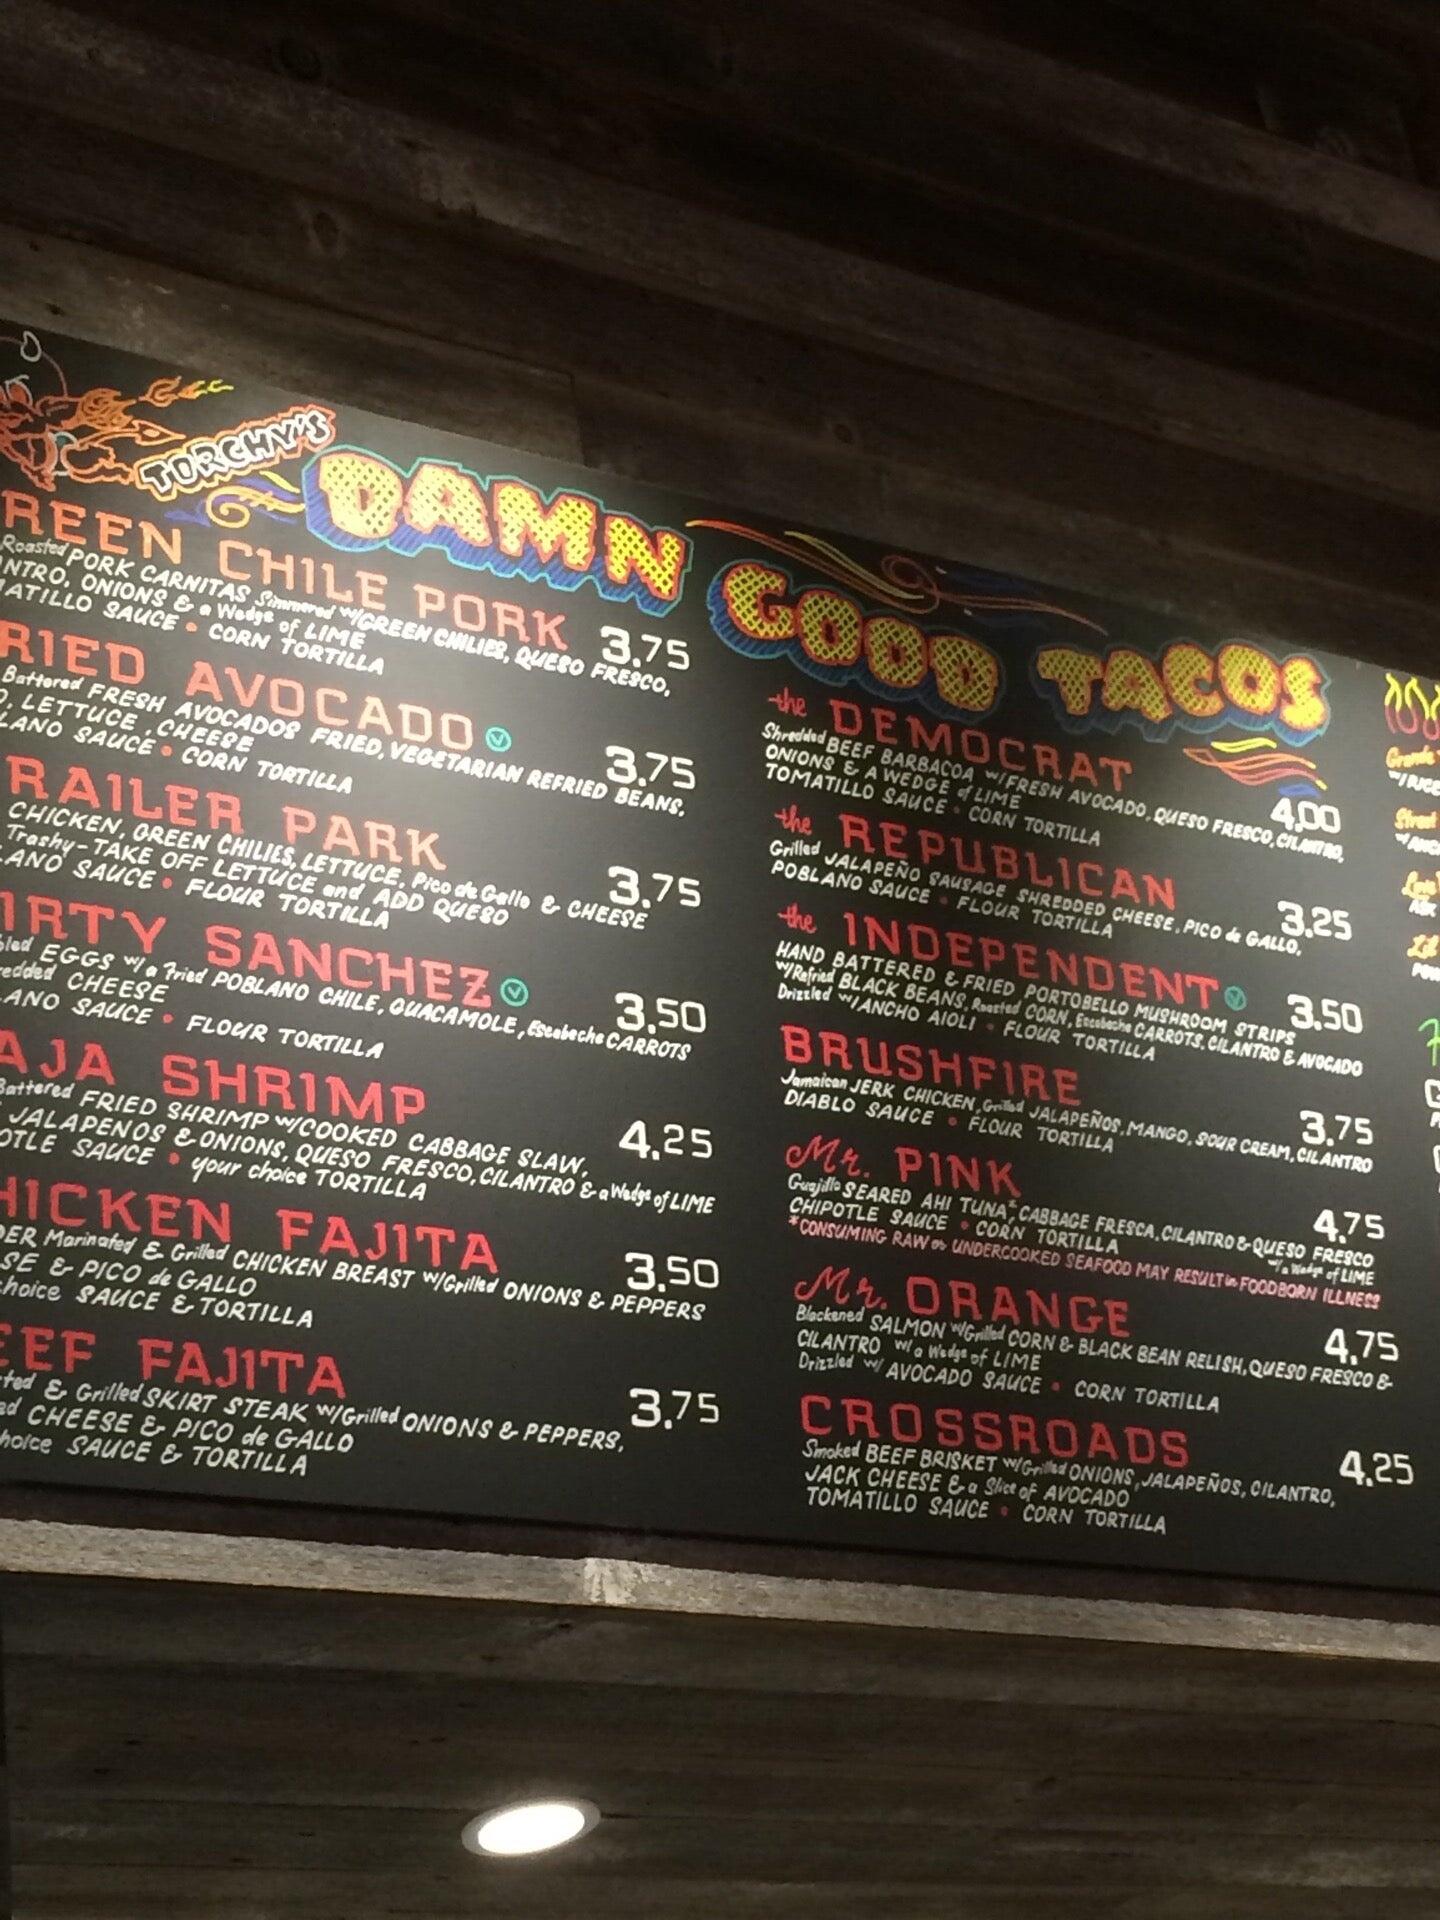 TORCHY'S
DAMN GOOD TACOS
REEN CHILE PORK 3.75
Roasted PORK CARNITAS Simmered W/GREEN CHILIES, QUESO FRESCO,
NTRO, ONIONS & a Wedge of LIME
ATILLO SAUCE • CORN TORTILLA
RIED AVOCADO V 3.75
Battered FRESH AVOCADOS FRIED, VEGETARIAN REFRIED BEANS,
O, LETTUCE, CHEESE
LANO SAUCE • CORN TORTILLA
RAILER PARK 3.75
CHICKEN, GREEN CHILIES, LETTUCE, Pico de Gallo & CHEESE
Trashy - TAKE OFF LETTUCE and ADD QUESO
LANO SAUCE • FLOUR TORTILLA
IRTY SANCHEZ V 3.50
bled EGGS W/a Fried POBLANO CHILE, GUACAMOLE, Escabeche CARROTS
redded CHEESE
LANO SAUCE • FLOUR TORTILLA
AJA SHRIMP 4.25
Battered FRIED SHRIMP W/COOKED CABBAGE SLAW,
JALAPENOS & ONIONS, QUESO FRESCO, CILANTRO & a Wedge of LIME
OTLE SAUCE • your choice TORTILLA
HICKEN FAJITA 3.50
DER Marinated & Grilled CHICKEN BREAST W/Grilled ONIONS & PEPPERS
SE & PICO de GALLO
choice SAUCE & TORTILLA
EEF FAJITA 3.75
ted & Grilled SKIRT STEAK W/Grilled ONIONS & PEPPERS,
ed CHEESE & PICO de GALLO
hoice SAUCE & TORTILLA
the DEMOCRAT 4.00
Shredded BEEF BARBACOA W/FRESH AVOCADO, QUESO FRESCO, CILANTRO,
ONIONS & A WEDGE of LIME
TOMATILLO SAUCE • CORN TORTILLA
the REPUBLICAN 3.25
Grilled JALAPEÑO SAUSAGE, SHREDDED CHEESE, PICO de GALLO,
POBLANO SAUCE • FLOUR TORTILLA
the INDEPENDENT V 3.50
HAND BATTERED & FRIED PORTOBELLO MUSHROOM STRIPS
W/Refried BLACK BEANS, Roasted CORN, Escabeche CARROTS, CILANTRO & AVOCADO
Drizzled W/ANCHO AIOLI • FLOUR TORTILLA
BRUSHFIRE 3.75
Jamaican JERK CHICKEN, Grilled JALAPEÑOS, MANGO, SOUR CREAM, CILANTRO
DIABLO SAUCE • FLOUR TORTILLA
Mr. PINK 4.75
Guajillo SEARED AHI TUNA*, CABBAGE FRESCA, CILANTRO & QUESO FRESCO
W/a Wedge of LIME
CHIPOTLE SAUCE • CORN TORTILLA
*CONSUMING RAW or UNDERCOOKED SEAFOOD MAY RESULT in FOODBORN ILLNESS
Mr. ORANGE 4.75
Blackened SALMON W/Grilled CORN & BLACK BEAN RELISH, QUESO FRESCO &
CILANTRO W/a Wedge of LIME
Drizzled W/ AVOCADO SAUCE • CORN TORTILLA
CROSSROADS 4.25
Smoked BEEF BRISKET W/Grilled ONIONS, JALAPEÑOS, CILANTRO,
JACK CHEESE & a Slice of AVOCADO
TOMATILLO SAUCE • CORN TORTILLA